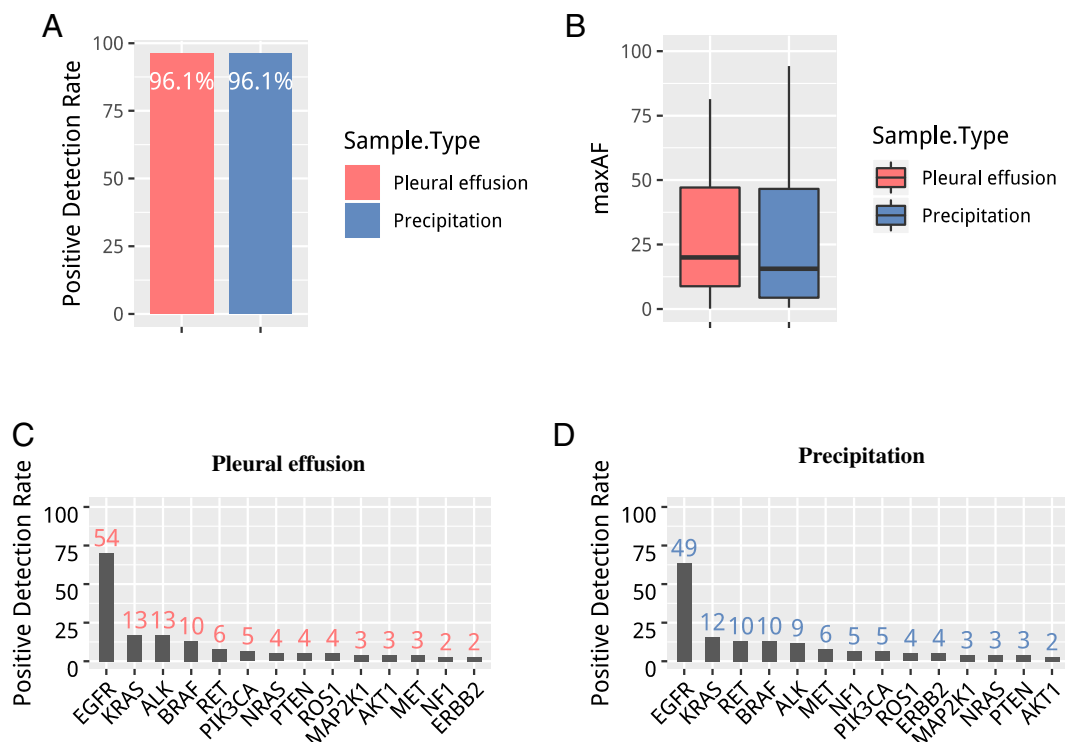 A
Positive Detection Rate
100
75
50
25
0
96.1%
96.1%
Sample.Type
Pleural effusion
Precipitation
B
maxAF
100
75
50
25
0
Sample.Type
Pleural effusion
Precipitation
C
Pleural effusion
Positive Detection Rate
100
75
50
25
0
54
13
13
10
6
5
4
4
4
3
3
3
2
2
EGFR
KRAS
ALK
BRAF
RET
PIK3CA
NRAS
PTEN
ROS1
MAP2K1
AKT1
MET
NF1
ERBB2
D
Precipitation
Positive Detection Rate
100
75
50
25
0
49
12
10
10
9
6
5
5
4
4
3
3
3
2
EGFR
KRAS
RET
BRAF
ALK
MET
NF1
PIK3CA
ROS1
ERBB2
MAP2K1
NRAS
PTEN
AKT1